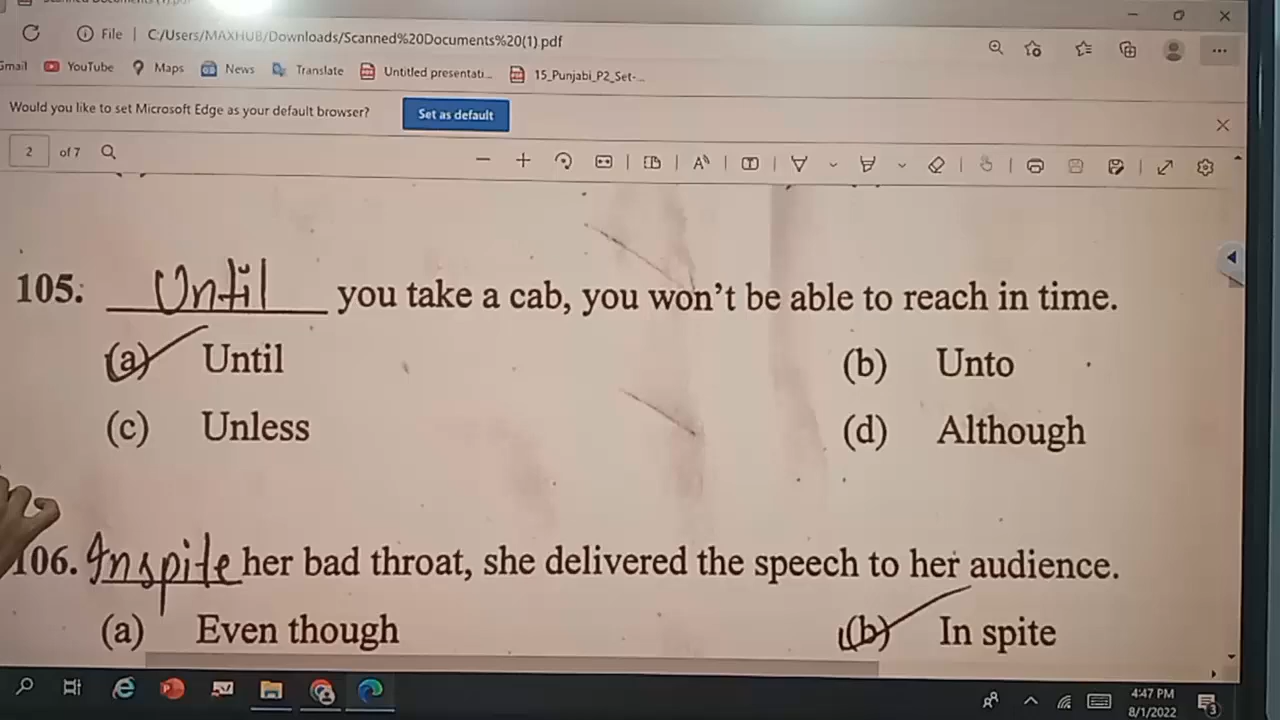 File | C:/Users/MAXHUB/Downloads/Scanned%20Documents%20(1).pdf
Gmail YouTube Maps News Translate Untitled presentati... 15_Punjabi_P2_Set-...
Would you like to set Microsoft Edge as your default browser? Set as default
2 of 7
105. Until you take a cab, you won't be able to reach in time.
(a) Until (b) Unto
(c) Unless (d) Although
106. Inspite her bad throat, she delivered the speech to her audience.
(a) Even though (b) In spite
4:47 PM
8/1/2022 3